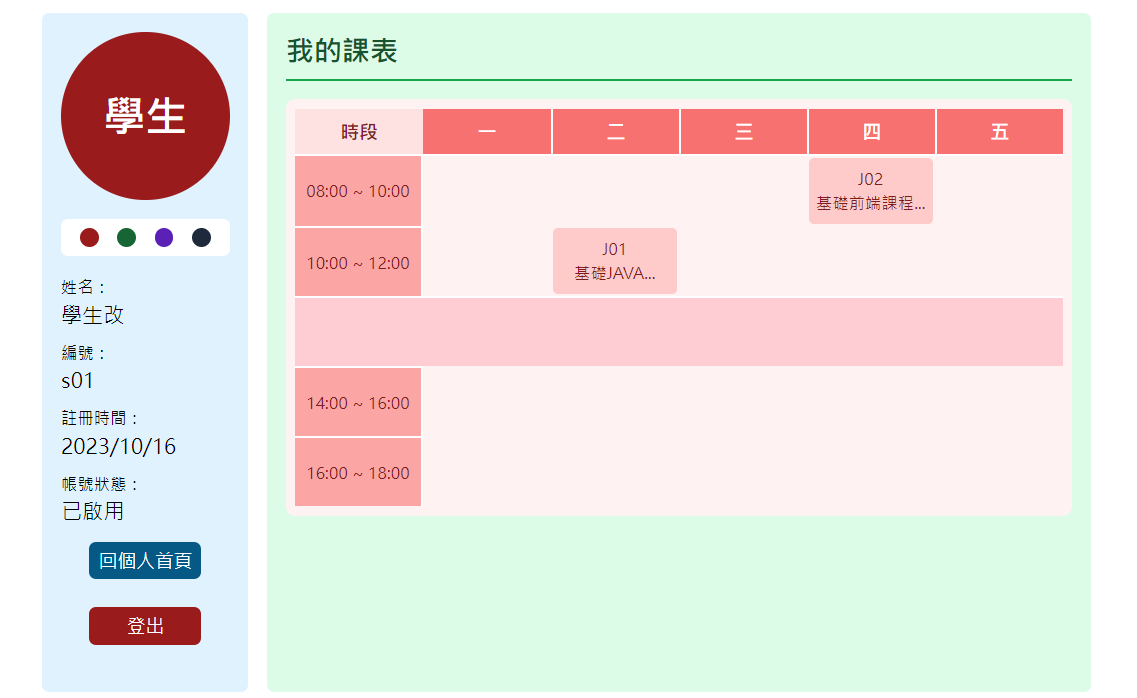 學生
姓名：
學生改
編號：
s01
註冊時間：
2023/10/16
帳號狀態：
已啟用
回個人首頁
登出
我的課表
時段 一 二 三 四 五
08:00 ~ 10:00
J02
基礎前端課程...
10:00 ~ 12:00
J01
基礎JAVA...
14:00 ~ 16:00
16:00 ~ 18:00